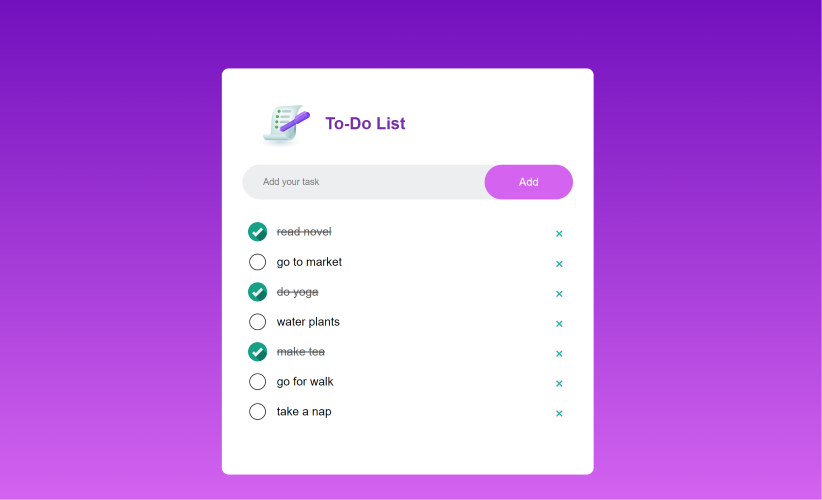 To-Do List
Add your task
Add
read novel
go to market
do yoga
water plants
make tea
go for walk
take a nap